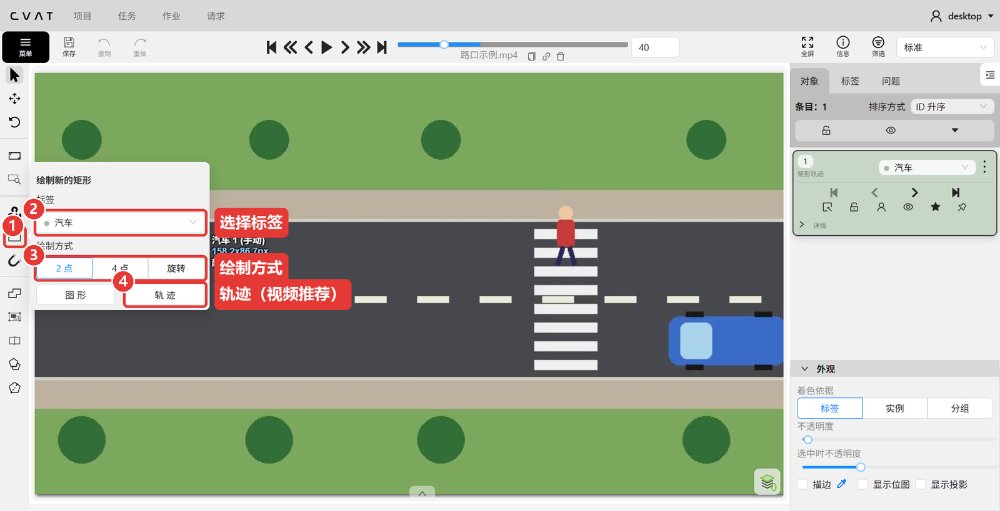 CVAT 项目 任务 作业 请求 desktop
菜单 保存 撤销 重做 路口示例.mp4 40 全屏 信息 筛选 标准
对象 标签 问题
条目：1 排序方式 ID 升序
1 汽车
矩形轨迹
详情
绘制新的矩形
标签
1 2 汽车 选择标签
汽车 1 (手动)
158.2x86.7px
3 绘制方式
2 点 4 点 旋转 绘制方式
4
图形 轨迹 轨迹（视频推荐）
外观
着色依据
标签 实例 分组
不透明度
选中时不透明度
描边 显示位图 显示投影
0